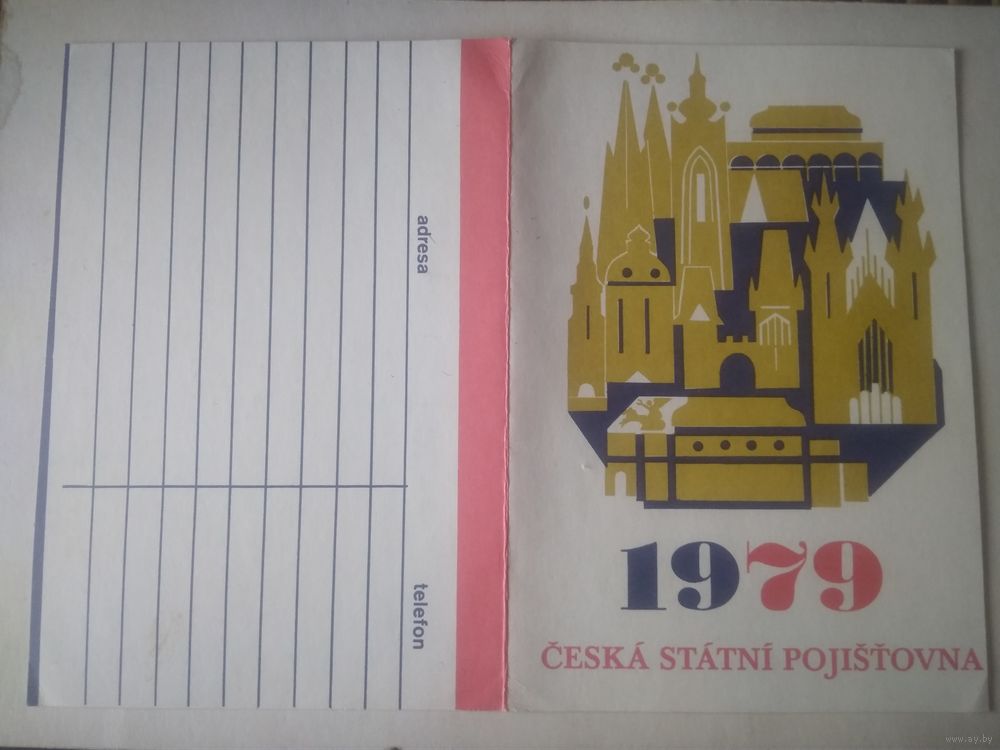 adresa
telefon
1979
ČESKÁ STÁTNÍ POJIŠŤOVNA
www.ay.by